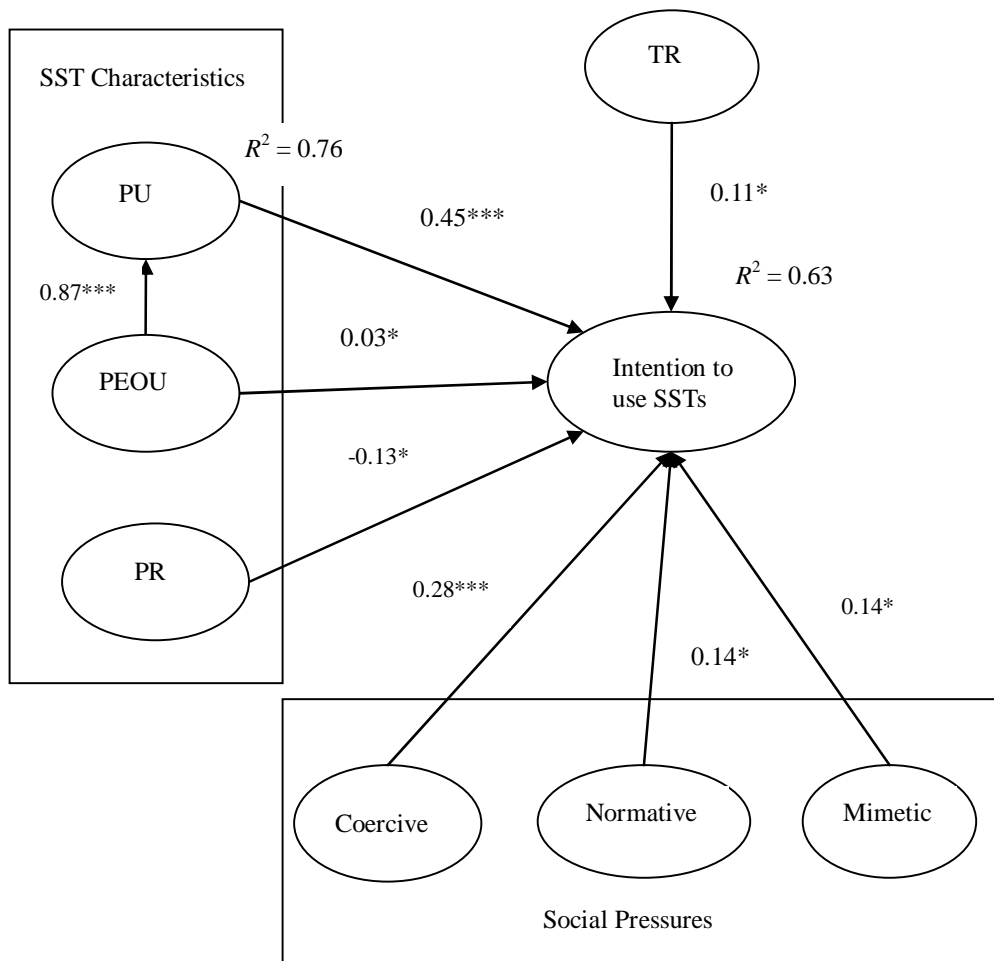 TR
SST Characteristics
R² = 0.76
PU
0.45***
0.11*
R² = 0.63
0.87***
0.03*
PEOU
Intention to
use SSTs
-0.13*
PR
0.28***
0.14*
0.14*
Coercive
Normative
Mimetic
Social Pressures